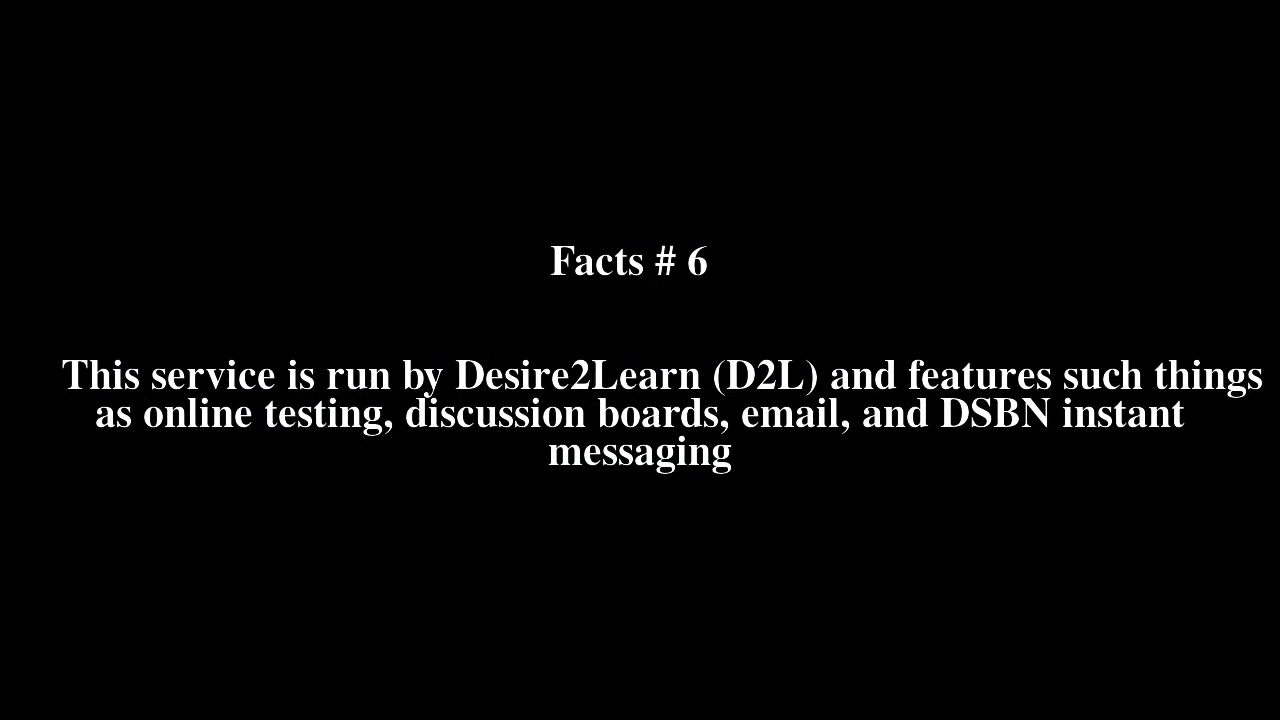 Facts # 6
This service is run by Desire2Learn (D2L) and features such things
as online testing, discussion boards, email, and DSBN instant
messaging